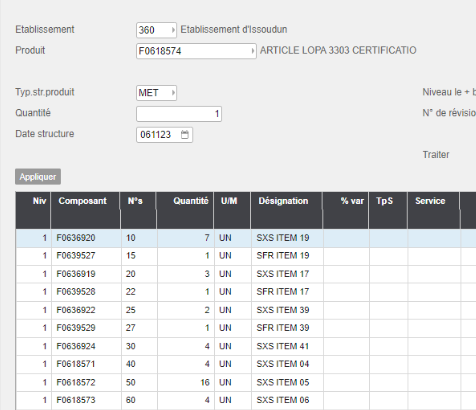 Etablissement 360 Etablissement d'Issoudun
Produit F0618574 ARTICLE LOPA 3303 CERTIFICATIO
Typ.str.produit MET Niveau le + b
Quantité 1 N° de révisio
Date structure 061123
Traiter
Appliquer
Niv Composant N°s Quantité U/M Désignation % var TpS Service
1 F0636920 10 7 UN SXS ITEM 19
1 F0639527 15 1 UN SFR ITEM 19
1 F0636919 20 3 UN SXS ITEM 17
1 F0639528 22 1 UN SFR ITEM 17
1 F0636922 25 2 UN SXS ITEM 39
1 F0639529 27 1 UN SFR ITEM 39
1 F0636924 30 4 UN SXS ITEM 41
1 F0618571 40 4 UN SXS ITEM 04
1 F0618572 50 16 UN SXS ITEM 05
1 F0618573 60 4 UN SXS ITEM 06